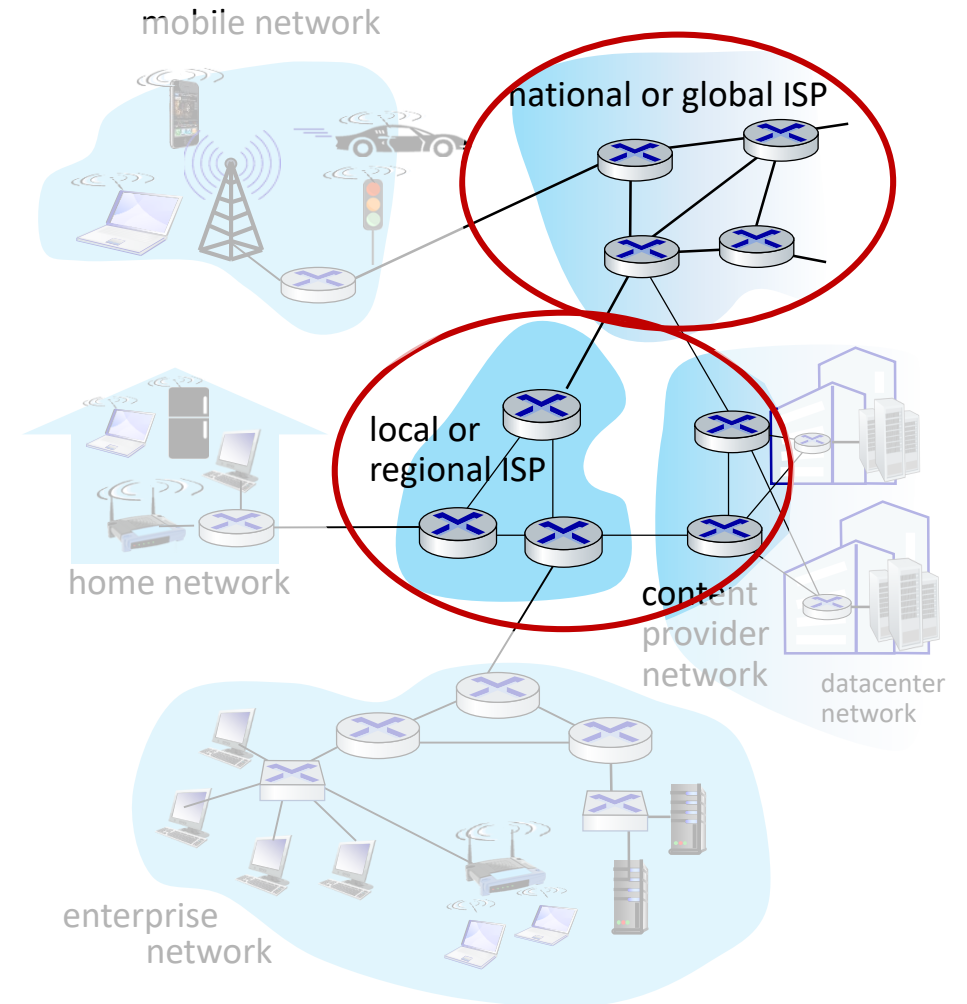 mobile network
national or global ISP
local or
regional ISP
home network
content
provider
network
datacenter
network
enterprise
network